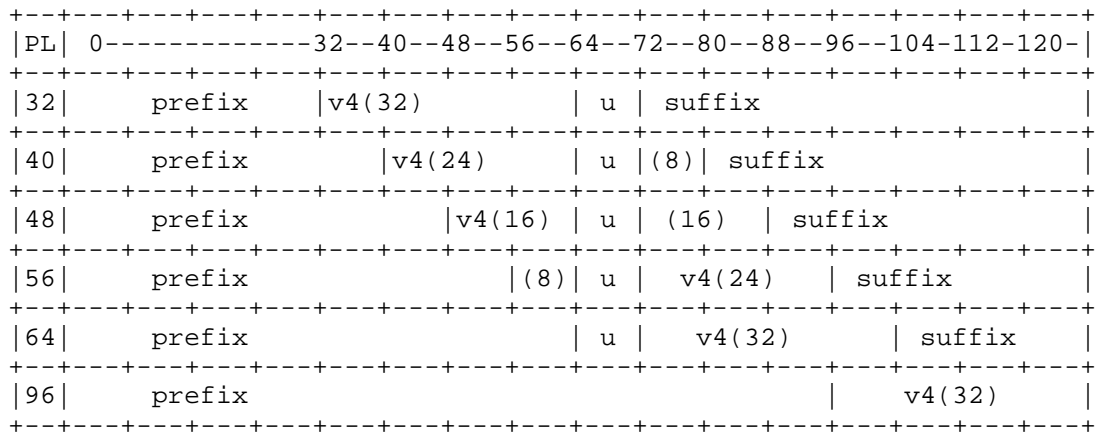 +--+---+---+---+---+---+---+---+---+---+---+---+---+---+---+---+---+
|PL| 0-------------32--40--48--56--64--72--80--88--96--104-112-120-|
+--+---+---+---+---+---+---+---+---+---+---+---+---+---+---+---+---+
|32|     prefix    |v4(32)         | u | suffix                    |
+--+---+---+---+---+---+---+---+---+---+---+---+---+---+---+---+---+
|40|     prefix        |v4(24)     | u |(8)| suffix                |
+--+---+---+---+---+---+---+---+---+---+---+---+---+---+---+---+---+
|48|     prefix            |v4(16) | u | (16)  | suffix            |
+--+---+---+---+---+---+---+---+---+---+---+---+---+---+---+---+---+
|56|     prefix                |(8)| u |  v4(24)   | suffix        |
+--+---+---+---+---+---+---+---+---+---+---+---+---+---+---+---+---+
|64|     prefix                    | u |   v4(32)      | suffix    |
+--+---+---+---+---+---+---+---+---+---+---+---+---+---+---+---+---+
|96|     prefix                                    |    v4(32)     |
+--+---+---+---+---+---+---+---+---+---+---+---+---+---+---+---+---+